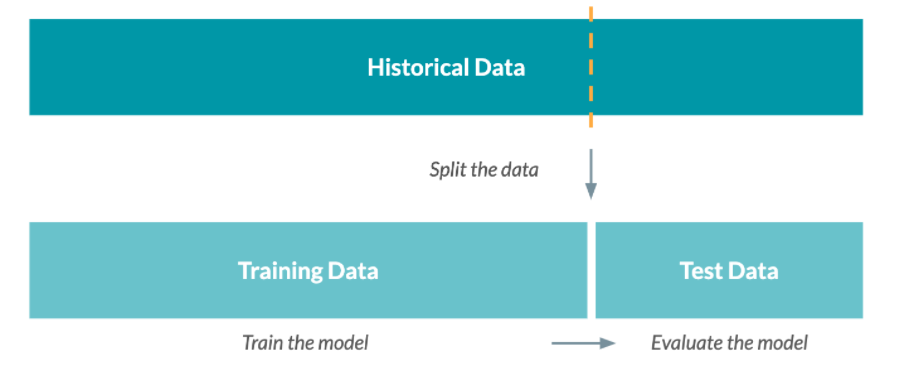 Historical Data
Split the data
Training Data
Test Data
Train the model
Evaluate the model